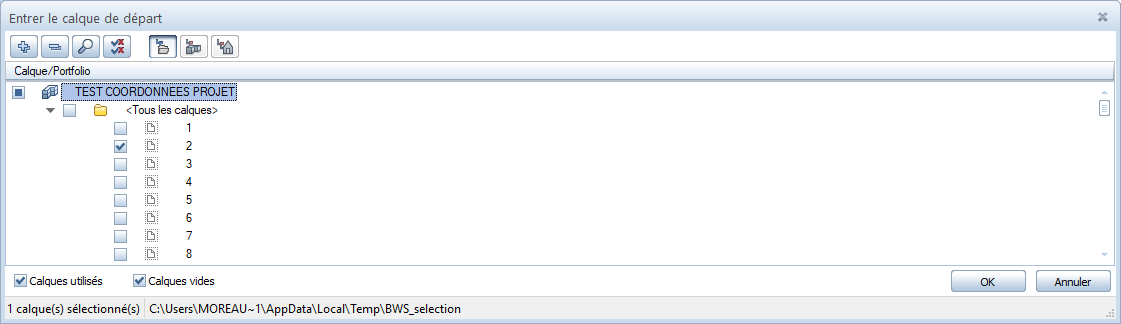 Entrer le calque de départ
Calque/Portfolio
TEST COORDONNEES PROJET
<Tous les calques>
1
2
3
4
5
6
7
8
Calques utilisés Calques vides OK Annuler
1 calque(s) sélectionné(s) C:\Users\MOREAU~1\AppData\Local\Temp\BWS_selection